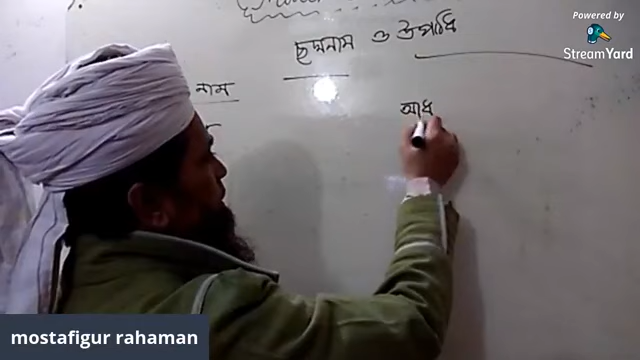 Powered by
StreamYard
ছদ্মনাম ও উপাধি
নাম
আধ
mostafigur rahaman